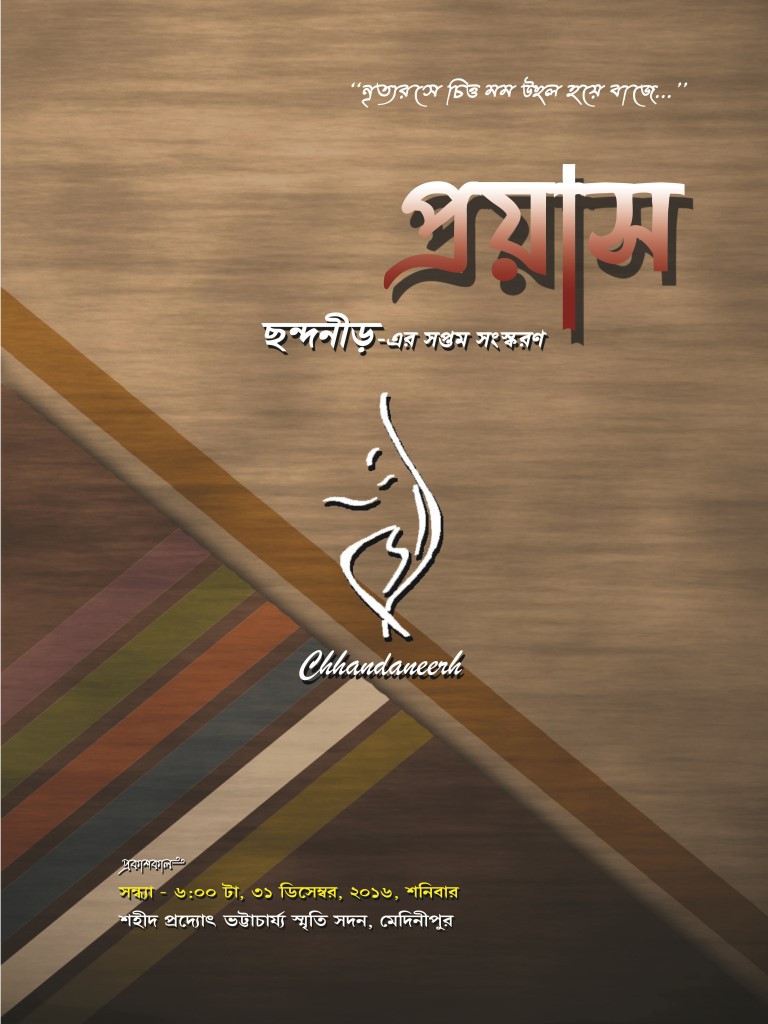 “নৃত্যরসে চিত্ত মম উছল হয়ে বাজে...”
প্রয়াস
ছন্দনীড়-এর সপ্তম সংস্করণ
Chhandaneerh
প্রকাশকাল
সন্ধ্যা - ৬:০০ টা, ৩১ ডিসেম্বর, ২০১৬, শনিবার
শহীদ প্রদ্যোৎ ভট্টাচার্য্য স্মৃতি সদন, মেদিনীপুর